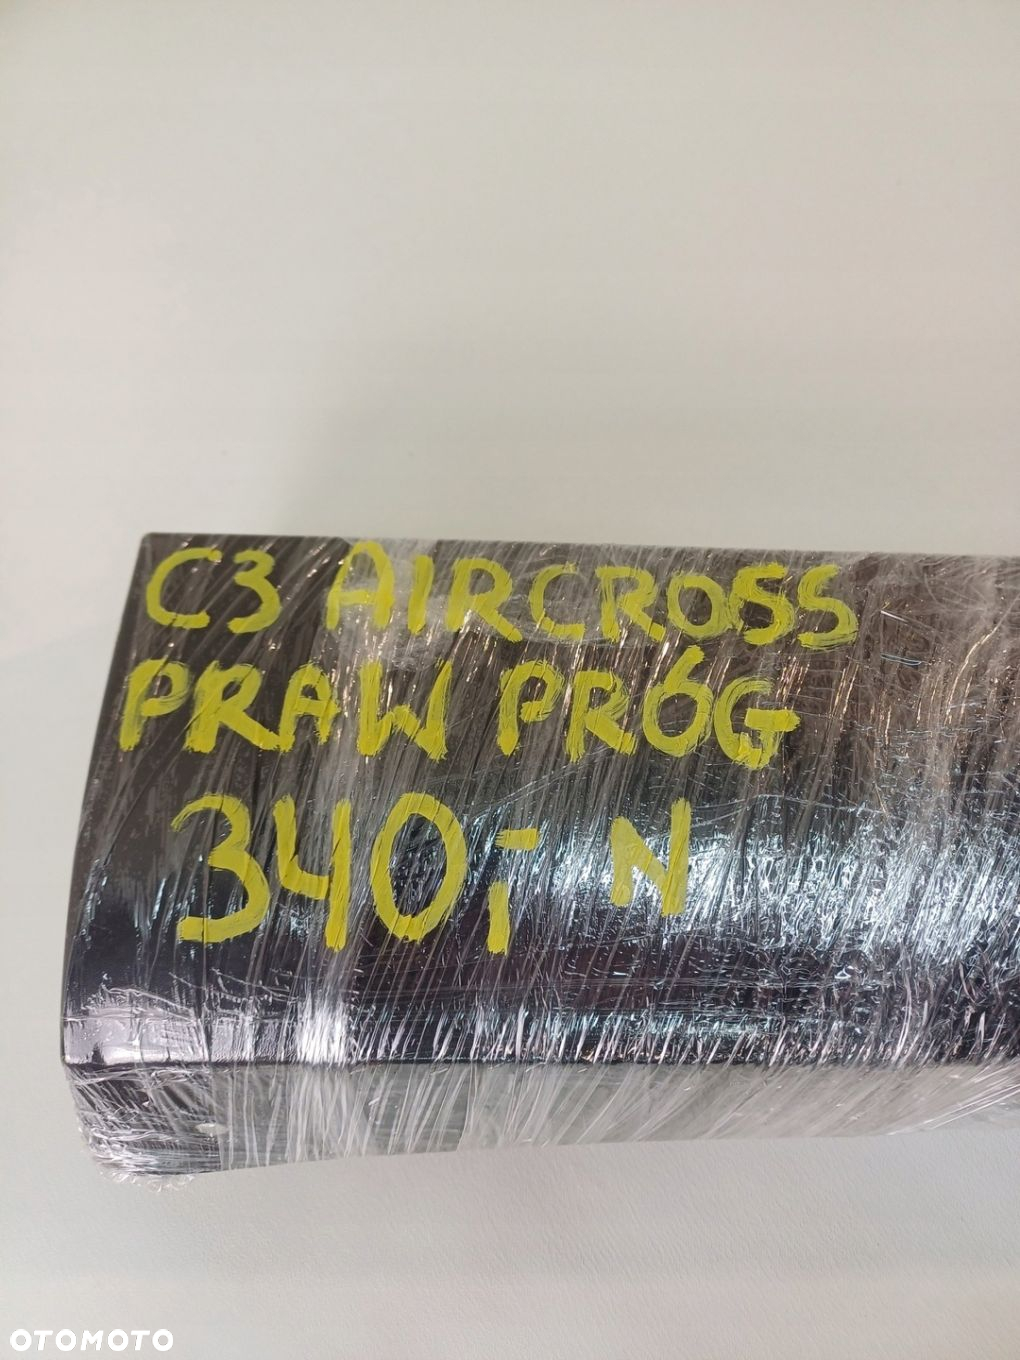 C3 AIRCROSS
PRAW PRÓG
340,- N
OTOMOTO